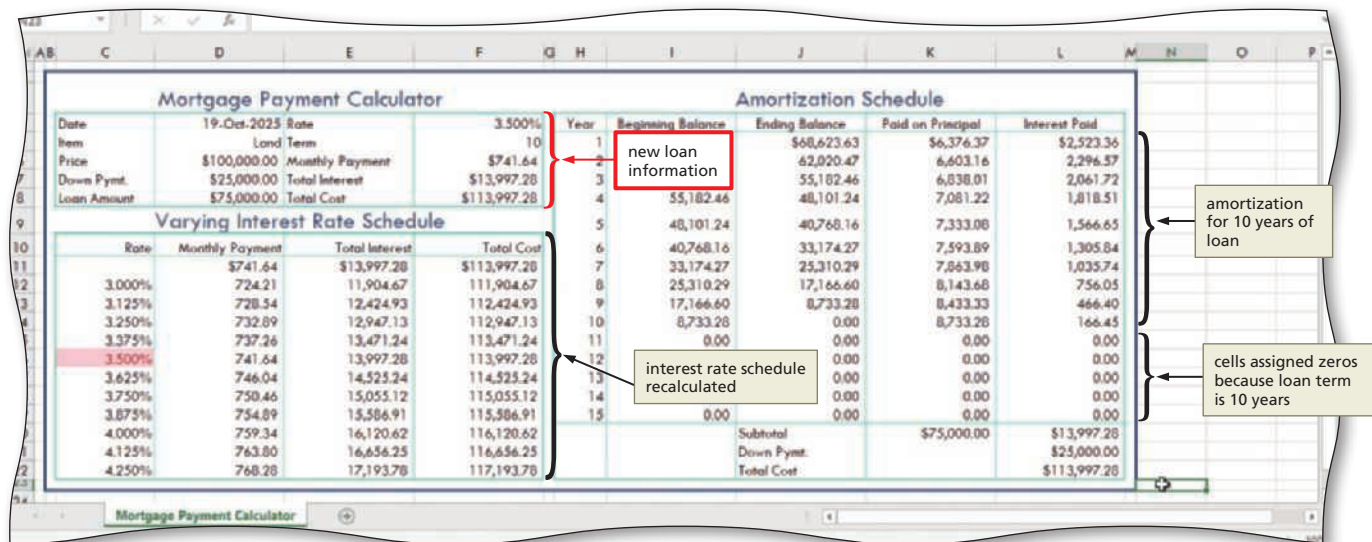 fx
AB C D E F G H I J K L M N O P
Mortgage Payment Calculator
Date 19-Oct-2025 Rate 3.500%
Item Land Term 10
Price $100,000.00 Monthly Payment $741.64
Down Pymt. $25,000.00 Total Interest $13,997.28
Loan Amount $75,000.00 Total Cost $113,997.28
Varying Interest Rate Schedule
Rate Monthly Payment Total Interest Total Cost
$741.64 $13,997.28 $113,997.28
3.000% 724.21 11,904.67 111,904.67
3.125% 728.54 12,424.93 112,424.93
3.250% 732.89 12,947.13 112,947.13
3.375% 737.26 13,471.24 113,471.24
3.500% 741.64 13,997.28 113,997.28
3.625% 746.04 14,525.24 114,525.24
3.750% 750.46 15,055.12 115,055.12
3.875% 754.89 15,586.91 115,586.91
4.000% 759.34 16,120.62 116,120.62
4.125% 763.80 16,656.25 116,656.25
4.250% 768.28 17,193.78 117,193.78
Amortization Schedule
Year Beginning Balance Ending Balance Paid on Principal Interest Paid
1 $68,623.63 $6,376.37 $2,523.36
2 62,020.47 6,603.16 2,296.57
3 55,182.46 6,838.01 2,061.72
4 55,182.46 48,101.24 7,081.22 1,818.51
5 48,101.24 40,768.16 7,333.08 1,566.65
6 40,768.16 33,174.27 7,593.89 1,305.84
7 33,174.27 25,310.29 7,863.98 1,035.74
8 25,310.29 17,166.60 8,143.68 756.05
9 17,166.60 8,733.28 8,433.33 466.40
10 8,733.28 0.00 8,733.28 166.45
11 0.00 0.00 0.00 0.00
12 0.00 0.00 0.00
13 0.00 0.00 0.00
14 0.00 0.00 0.00 0.00
15 0.00 0.00 0.00 0.00
Subtotal $75,000.00 $13,997.28
Down Pymt. $25,000.00
Total Cost $113,997.28
new loan
information
interest rate schedule
recalculated
amortization
for 10 years of
loan
cells assigned zeros
because loan term
is 10 years
8
9
10
Mortgage Payment Calculator